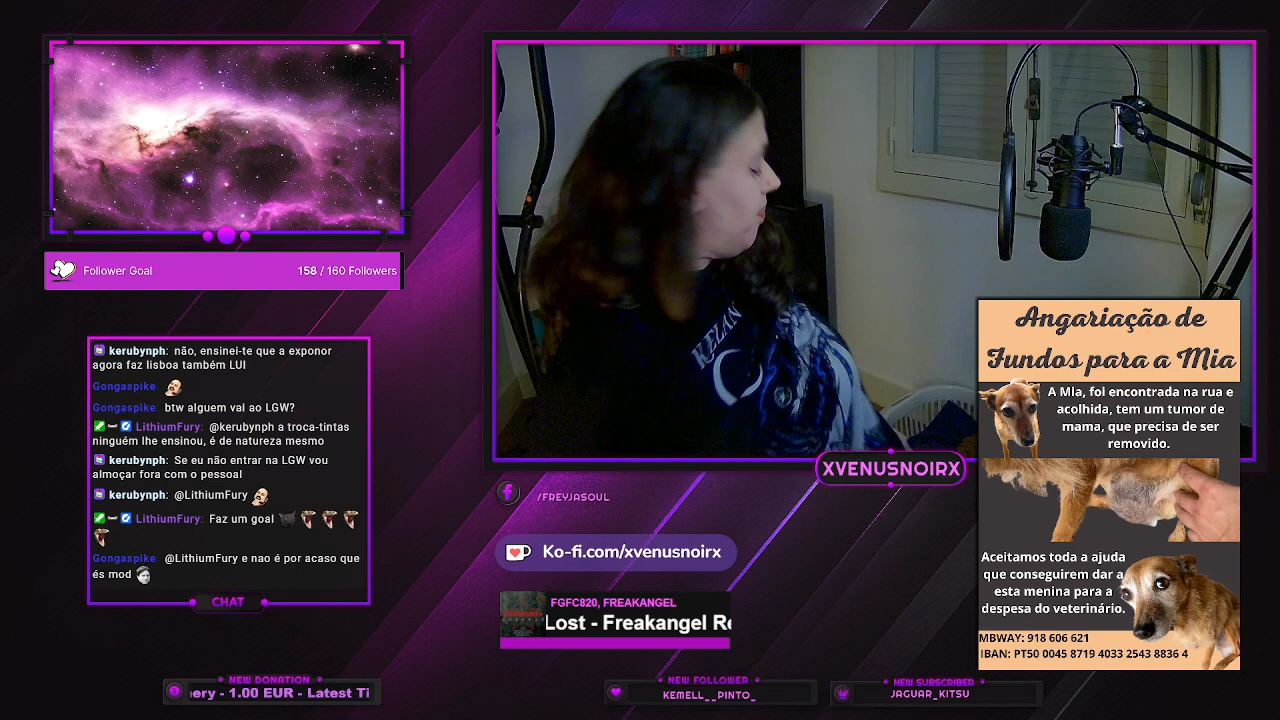 Follower Goal
158 / 160 Followers
kerubynph: não, ensinei-te que a exponor
agora faz lisboa também LUI
Gongaspike:
Gongaspike: btw alguem vai ao LGW?
LithiumFury: @kerubynph a troca-tintas
ninguém lhe ensinou, é de natureza mesmo
kerubynph: Se eu não entrar na LGW vou
almoçar fora com o pessoal
kerubynph: @LithiumFury
LithiumFury: Faz um goal
Gongaspike: @LithiumFury e nao é por acaso que
és mod
CHAT
XVENUSNOIRX
/FREYJASOUL
Ko-fi.com/xvenusnoirx
FGFC820, FREAKANGEL
Lost - Freakangel Re
Angariação de
Fundos para a Mia
A Mia, foi encontrada na rua e
acolhida, tem um tumor de
mama, que precisa de ser
removido.
Aceitamos toda a ajuda
que conseguirem dar a
esta menina para a
despesa do veterinário.
MBWAY: 918 606 621
IBAN: PT50 0045 8719 4033 2543 8836 4
NEW DONATION
ery - 1.00 EUR - Latest Ti
NEW FOLLOWER
KEMELL__PINTO_
NEW SUBSCRIBER
JAGUAR_KITSU